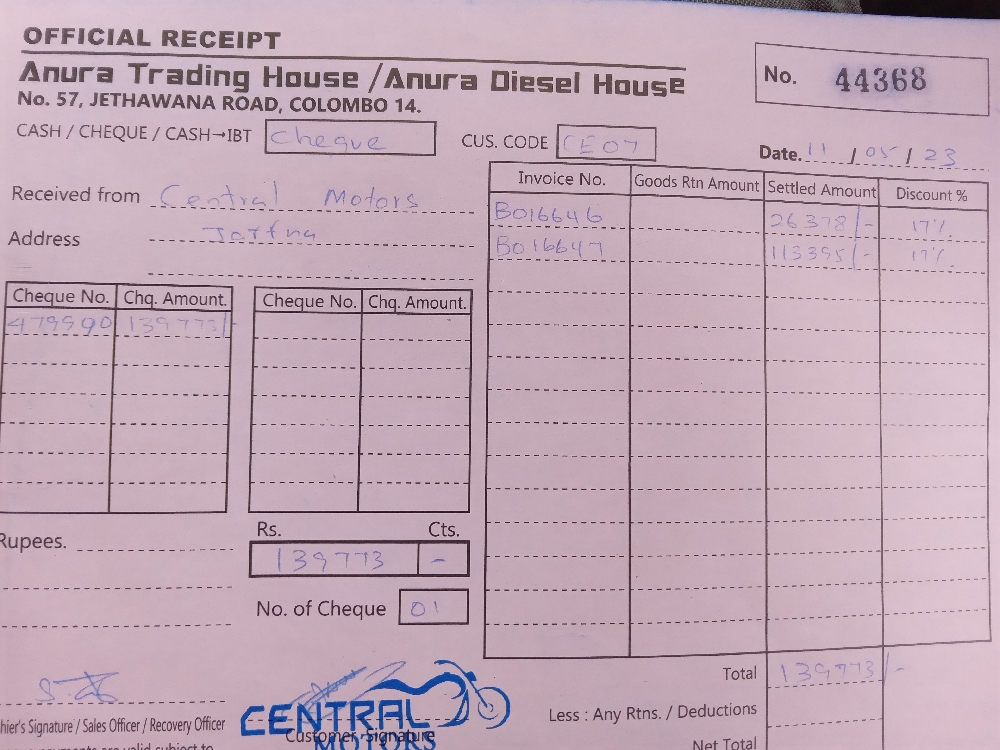 OFFICIAL RECEIPT
Anura Trading House / Anura Diesel House
No. 57, JETHAWANA ROAD, COLOMBO 14.
No. 44368
CASH / CHEQUE / CASH→IBT Cheque CUS. CODE CE07 Date. 11 / 05 / 23
Received from Central Motors
Address Jaffna
Invoice No. Goods Rtn Amount Settled Amount Discount %
B016646 26378/- 17%
B016647 113395/- 17%
Cheque No. Chq. Amount. Cheque No. Chq. Amount.
479590 139773/-
Rupees. Rs. Cts.
139773 -
No. of Cheque 01
Total 139773/-
Less : Any Rtns. / Deductions
Net Total
hier's Signature / Sales Officer / Recovery Officer
CENTRAL
MOTORS
Customer Signature